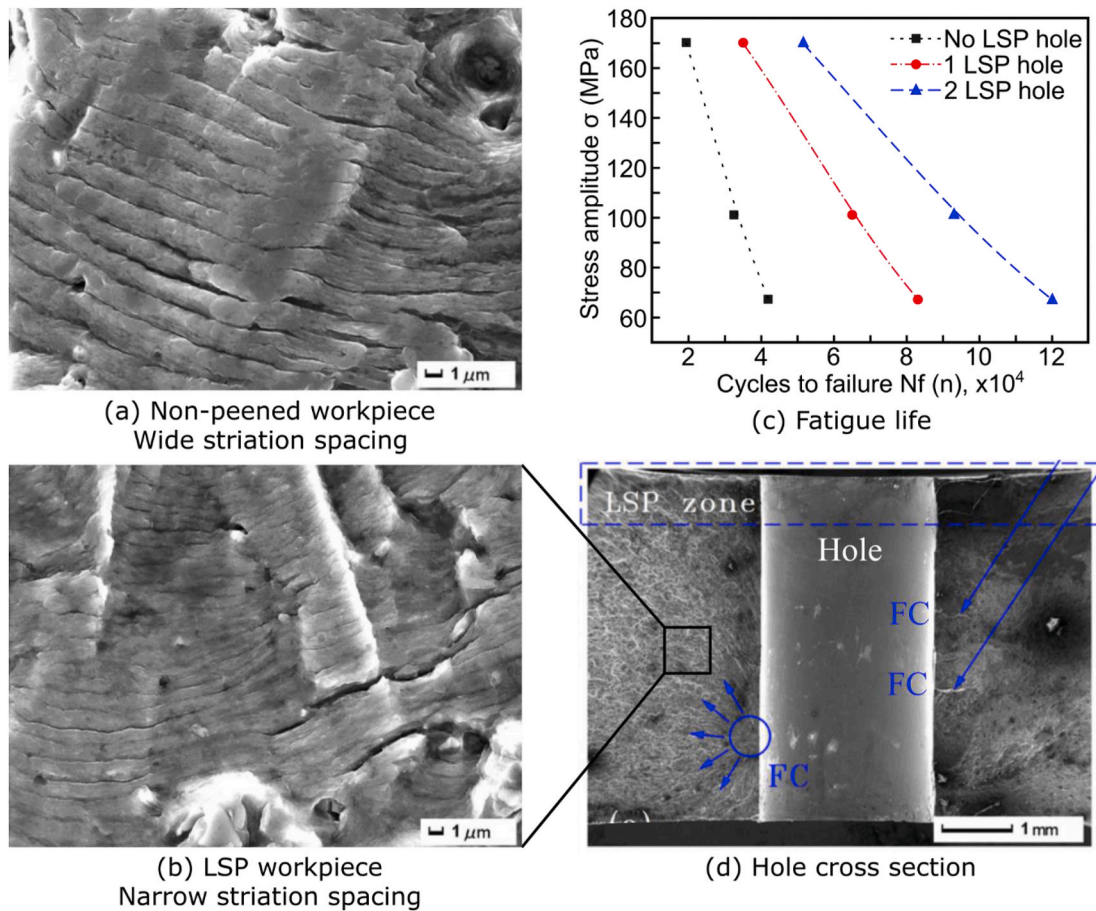 1 μm
(a) Non-peened workpiece
Wide striation spacing
180
160
140
120
100
80
60
Stress amplitude σ (MPa)
No LSP hole
1 LSP hole
2 LSP hole
2
4
6
8
10
12
Cycles to failure Nf (n), x10⁴
(c) Fatigue life
1 μm
(b) LSP workpiece
Narrow striation spacing
LSP zone
Hole
FC
FC
FC
1 mm
(d) Hole cross section